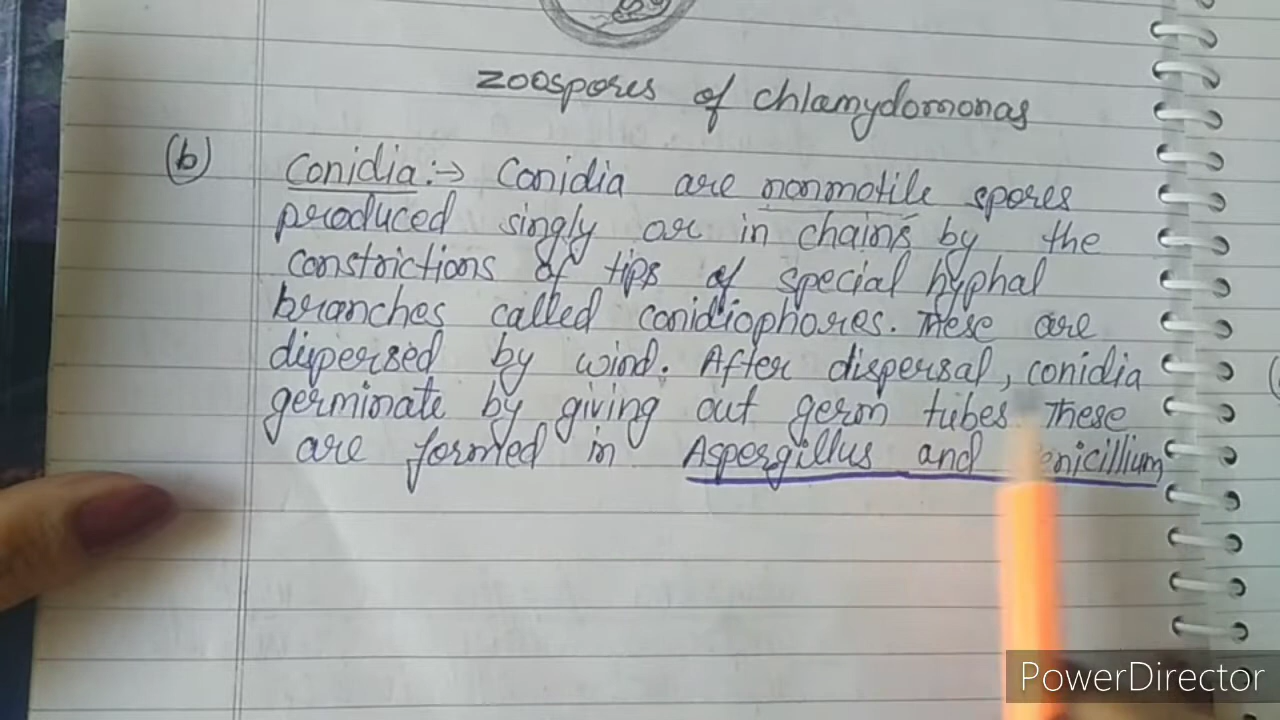 zoospores of chlamydomonas
(b) Conidia:→ Conidia are nonmotile spores
produced singly or in chains by the
constrictions of tips of special hyphal
branches called conidiophores. These are
dispersed by wind. After dispersal, conidia
germinate by giving out germ tubes. These
are formed in Aspergillus and Penicillium
PowerDirector